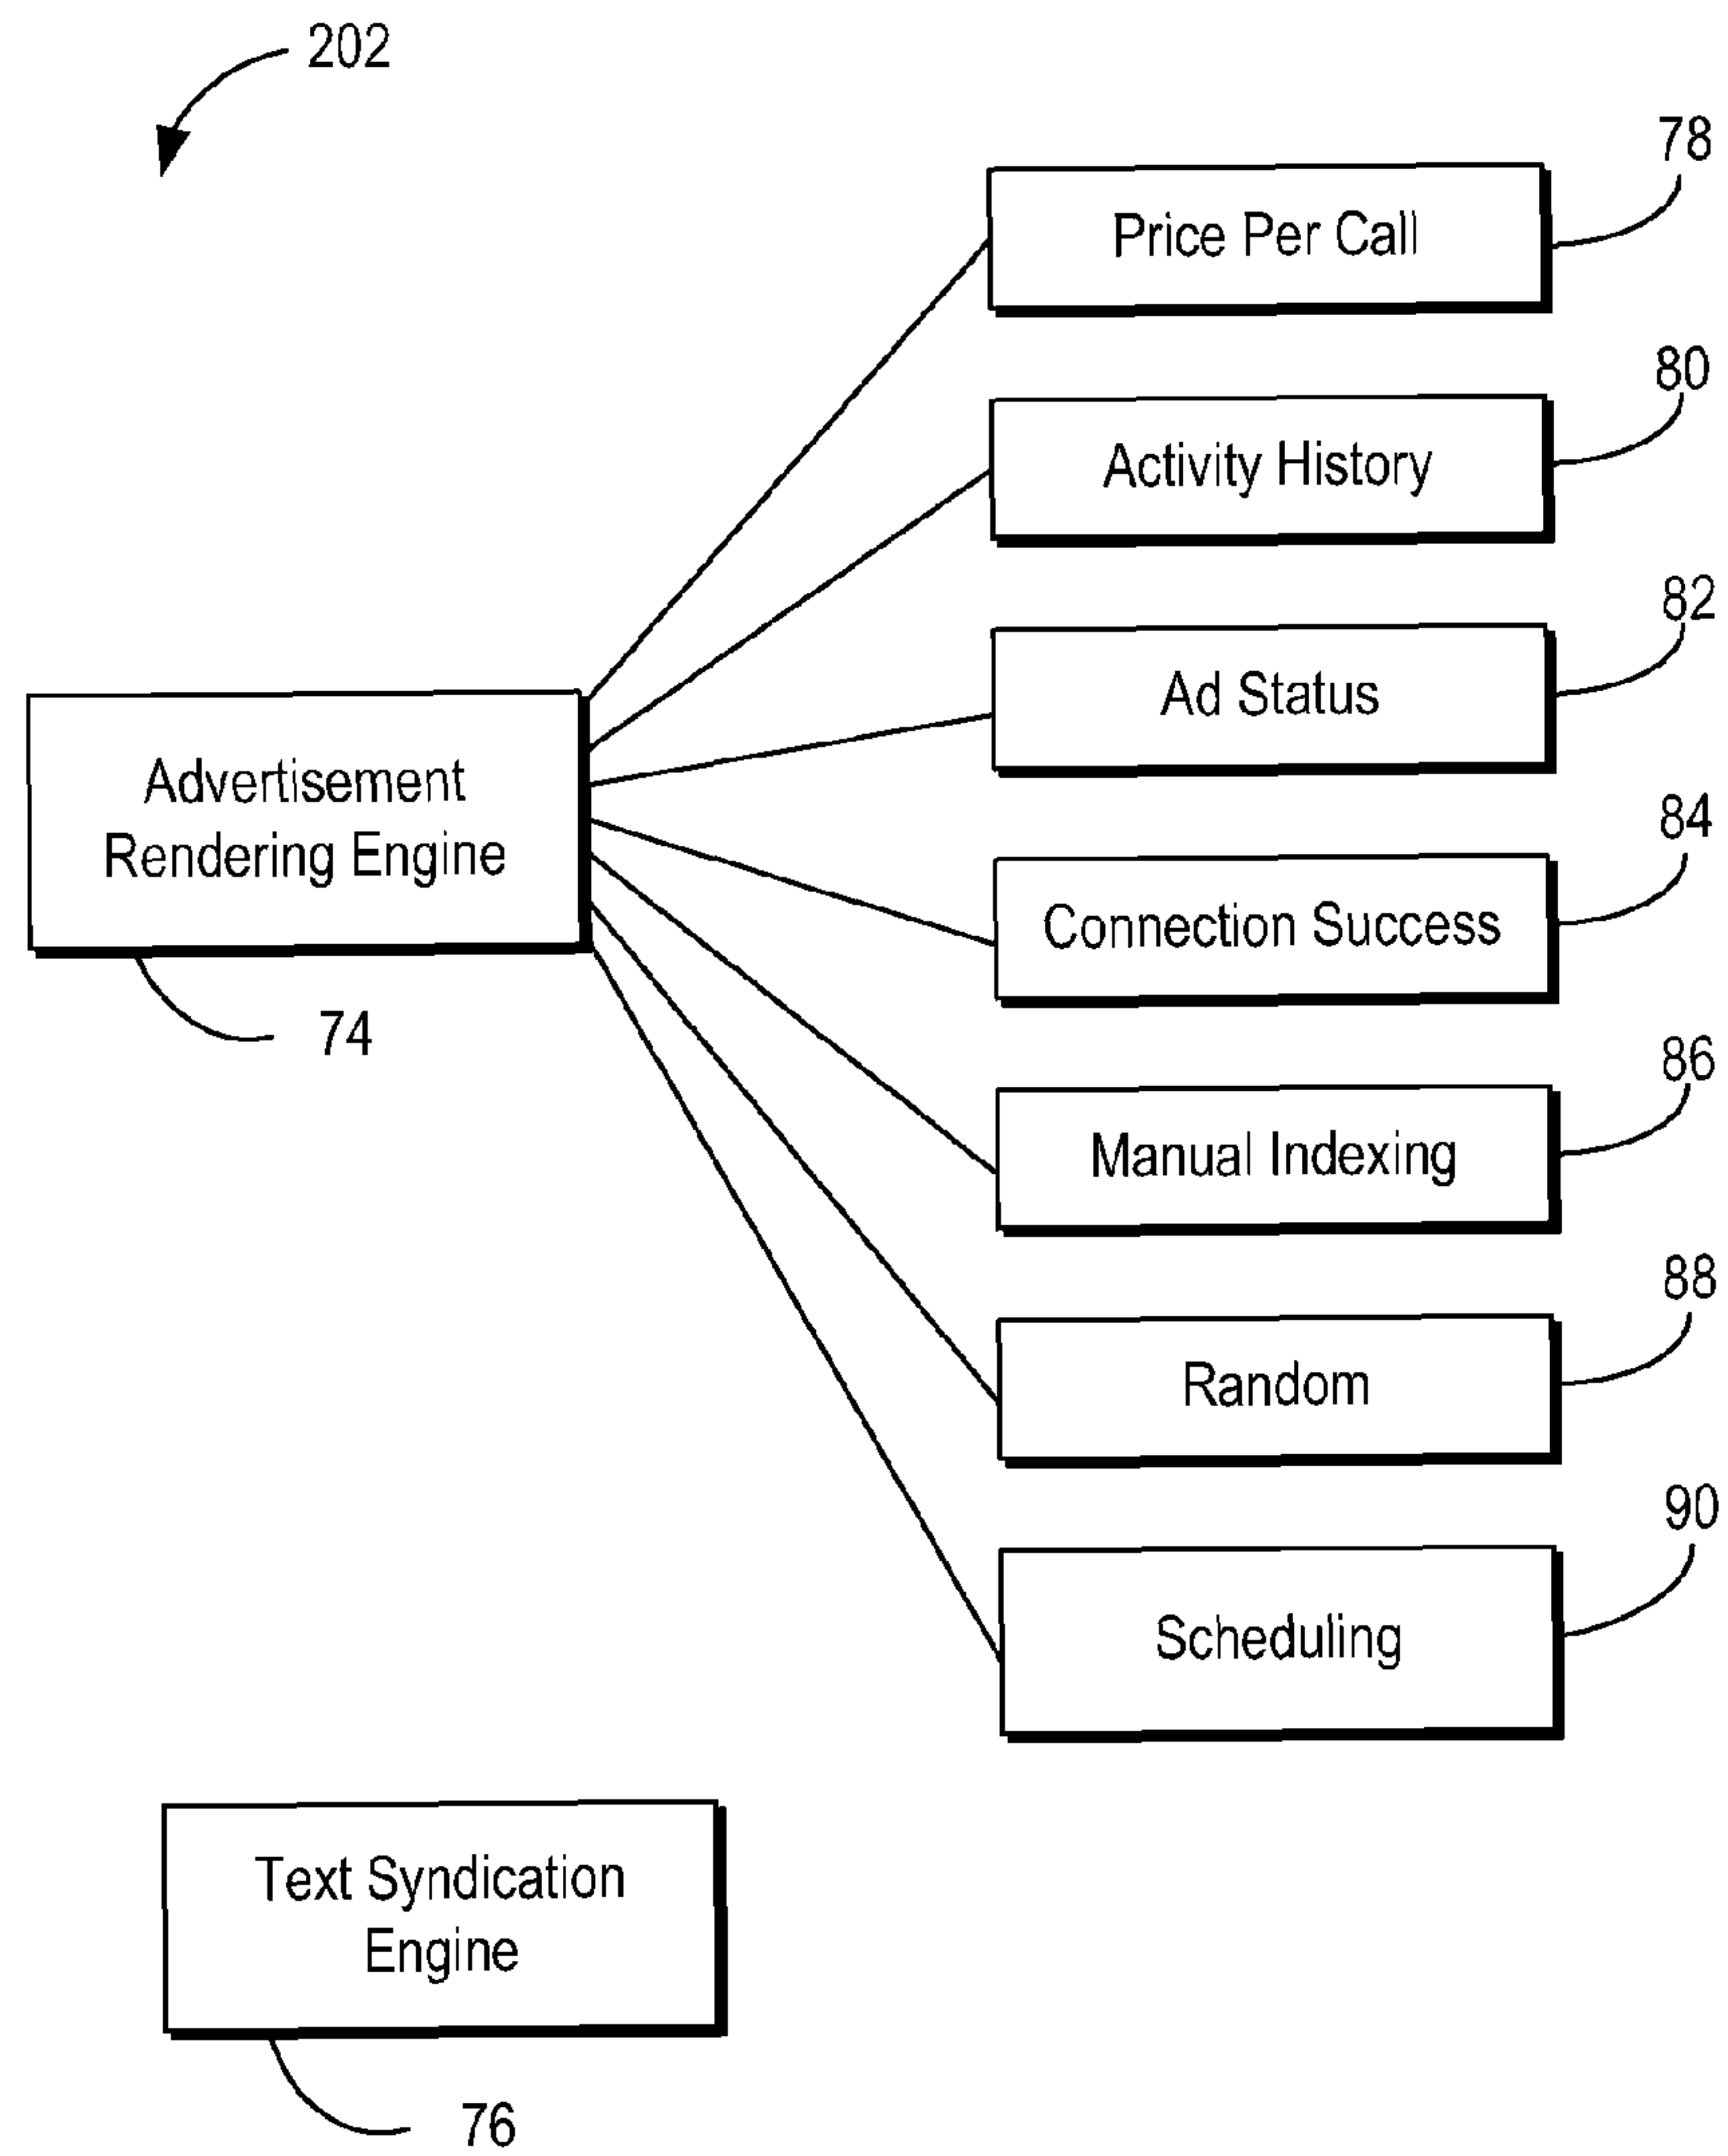 202
78
Price Per Call
80
Activity History
82
Ad Status
84
Connection Success
Advertisement
Rendering Engine
74
86
Manual Indexing
88
Random
90
Scheduling
Text Syndication
Engine
76